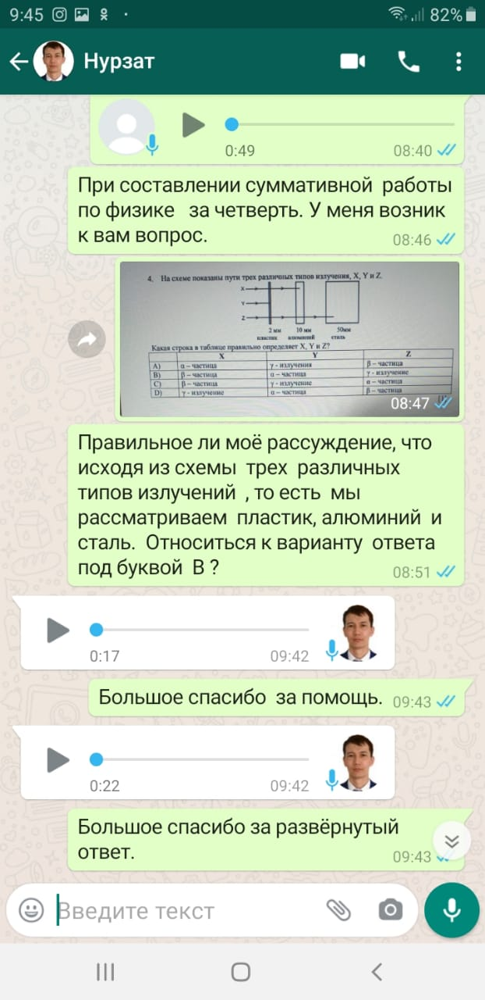 9:45
82%
Нурзат
0:49
08:40
При составлении суммативной работы
по физике за четверть. У меня возник
к вам вопрос.
08:46
4. На схеме показаны пути трех различных типов излучения, X, Y и Z.
X
Y
Z
2 мм 10 мм 50мм
пластик алюминий сталь
Какая строка в таблице правильно определяет X, Y и Z?
X Y Z
A) α – частица γ - излучения β – частица
B) β – частица α – частица γ - излучение
C) β – частица γ - излучение α – частица
D) γ - излучение α – частица β – частица
08:47
Правильное ли моё рассуждение, что
исходя из схемы трех различных
типов излучений , то есть мы
рассматриваем пластик, алюминий и
сталь. Относиться к варианту ответа
под буквой В ?
08:51
0:17
09:42
Большое спасибо за помощь.
09:43
0:22
09:42
Большое спасибо за развёрнутый
ответ.
09:43
Введите текст